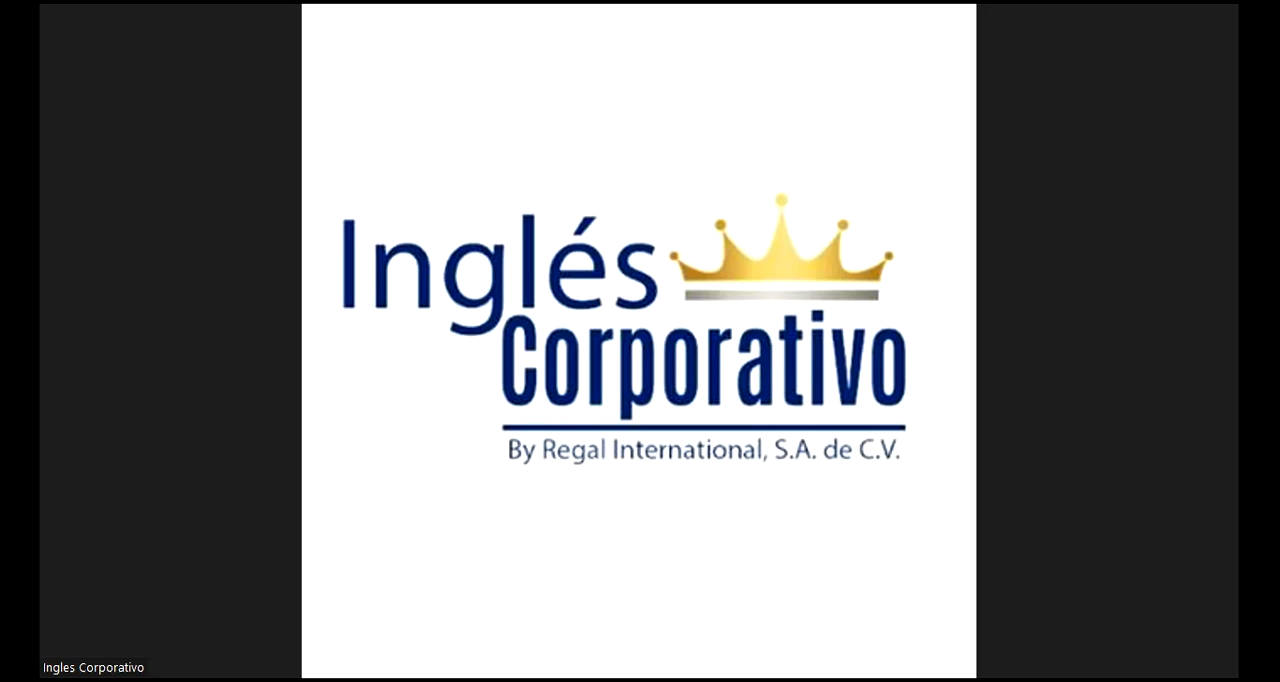 Inglés
Corporativo
By Regal International, S.A. de C.V.
Ingles Corporativo